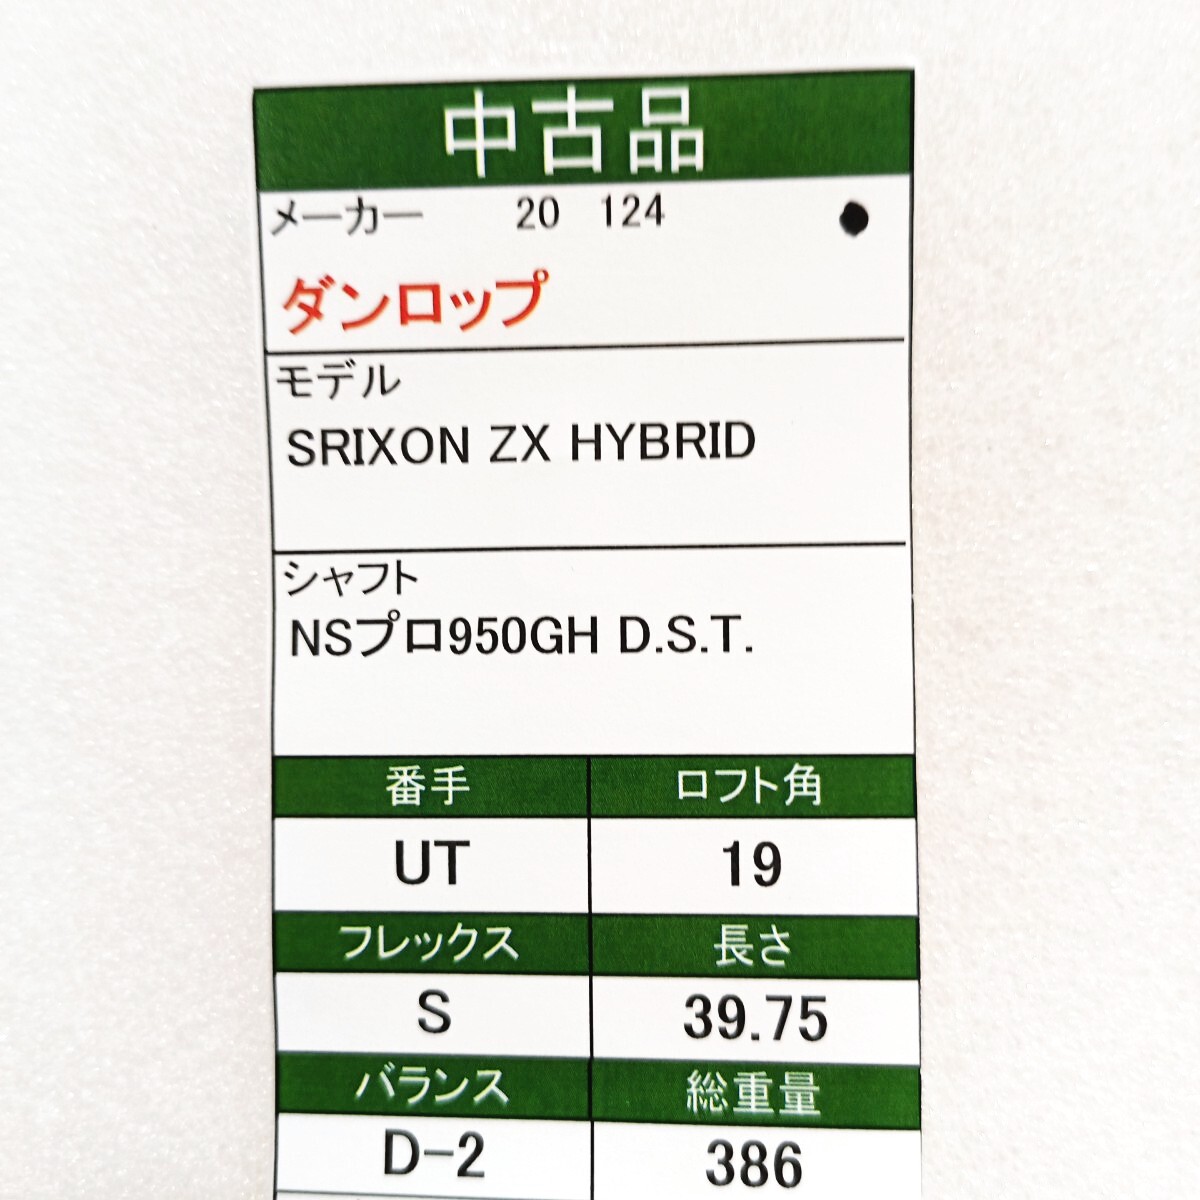 中古品
メーカー 20 124 ●
ダンロップ
モデル
SRIXON ZX HYBRID
シャフト
NSプロ950GH D.S.T.
番手 ロフト角
UT 19
フレックス 長さ
S 39.75
バランス 総重量
D-2 386